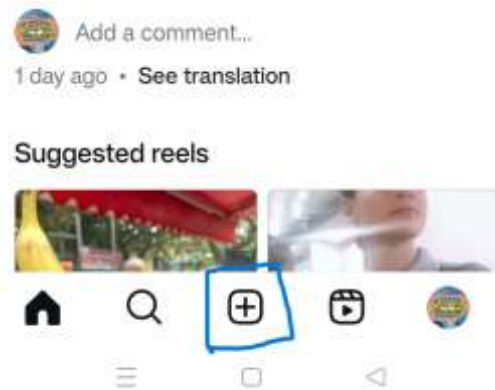 Add a comment...
1 day ago • See translation
Suggested reels